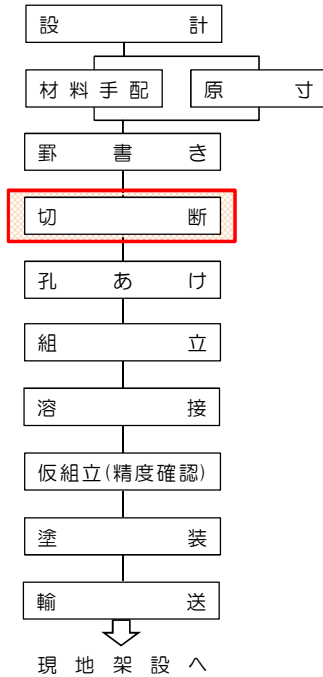 設計
材料手配
原寸
罫書き
切断
孔あけ
組立
溶接
仮組立(精度確認)
塗装
輸送
現地架設へ